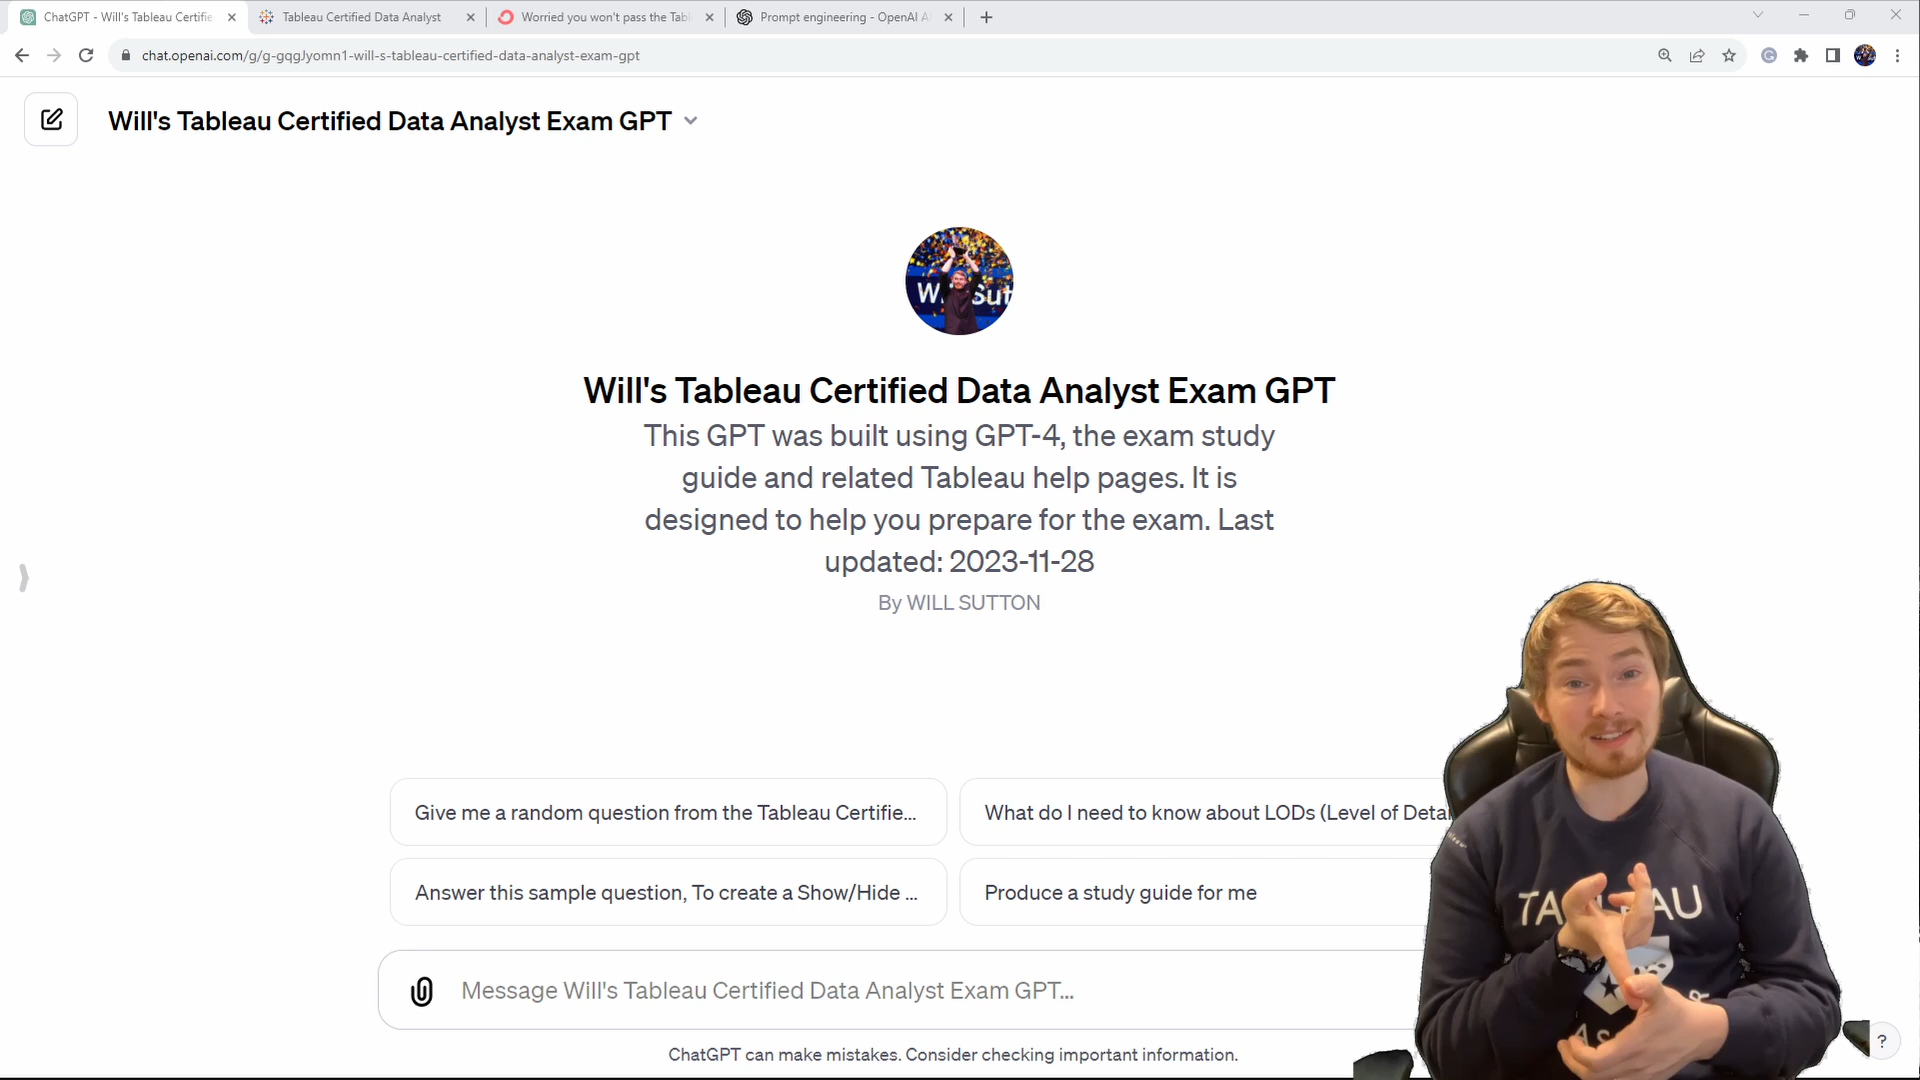 ChatGPT - Will's Tableau Certifie
Tableau Certified Data Analyst
Worried you won't pass the Tab
Prompt engineering - OpenAI A
chat.openai.com/g/g-gqgJyomn1-will-s-tableau-certified-data-analyst-exam-gpt
Will's Tableau Certified Data Analyst Exam GPT
Will's Tableau Certified Data Analyst Exam GPT
This GPT was built using GPT-4, the exam study
guide and related Tableau help pages. It is
designed to help you prepare for the exam. Last
updated: 2023-11-28
By WILL SUTTON
Give me a random question from the Tableau Certifie...
What do I need to know about LODs (Level of Detai
Answer this sample question, To create a Show/Hide ...
Produce a study guide for me
Message Will's Tableau Certified Data Analyst Exam GPT...
ChatGPT can make mistakes. Consider checking important information.
?